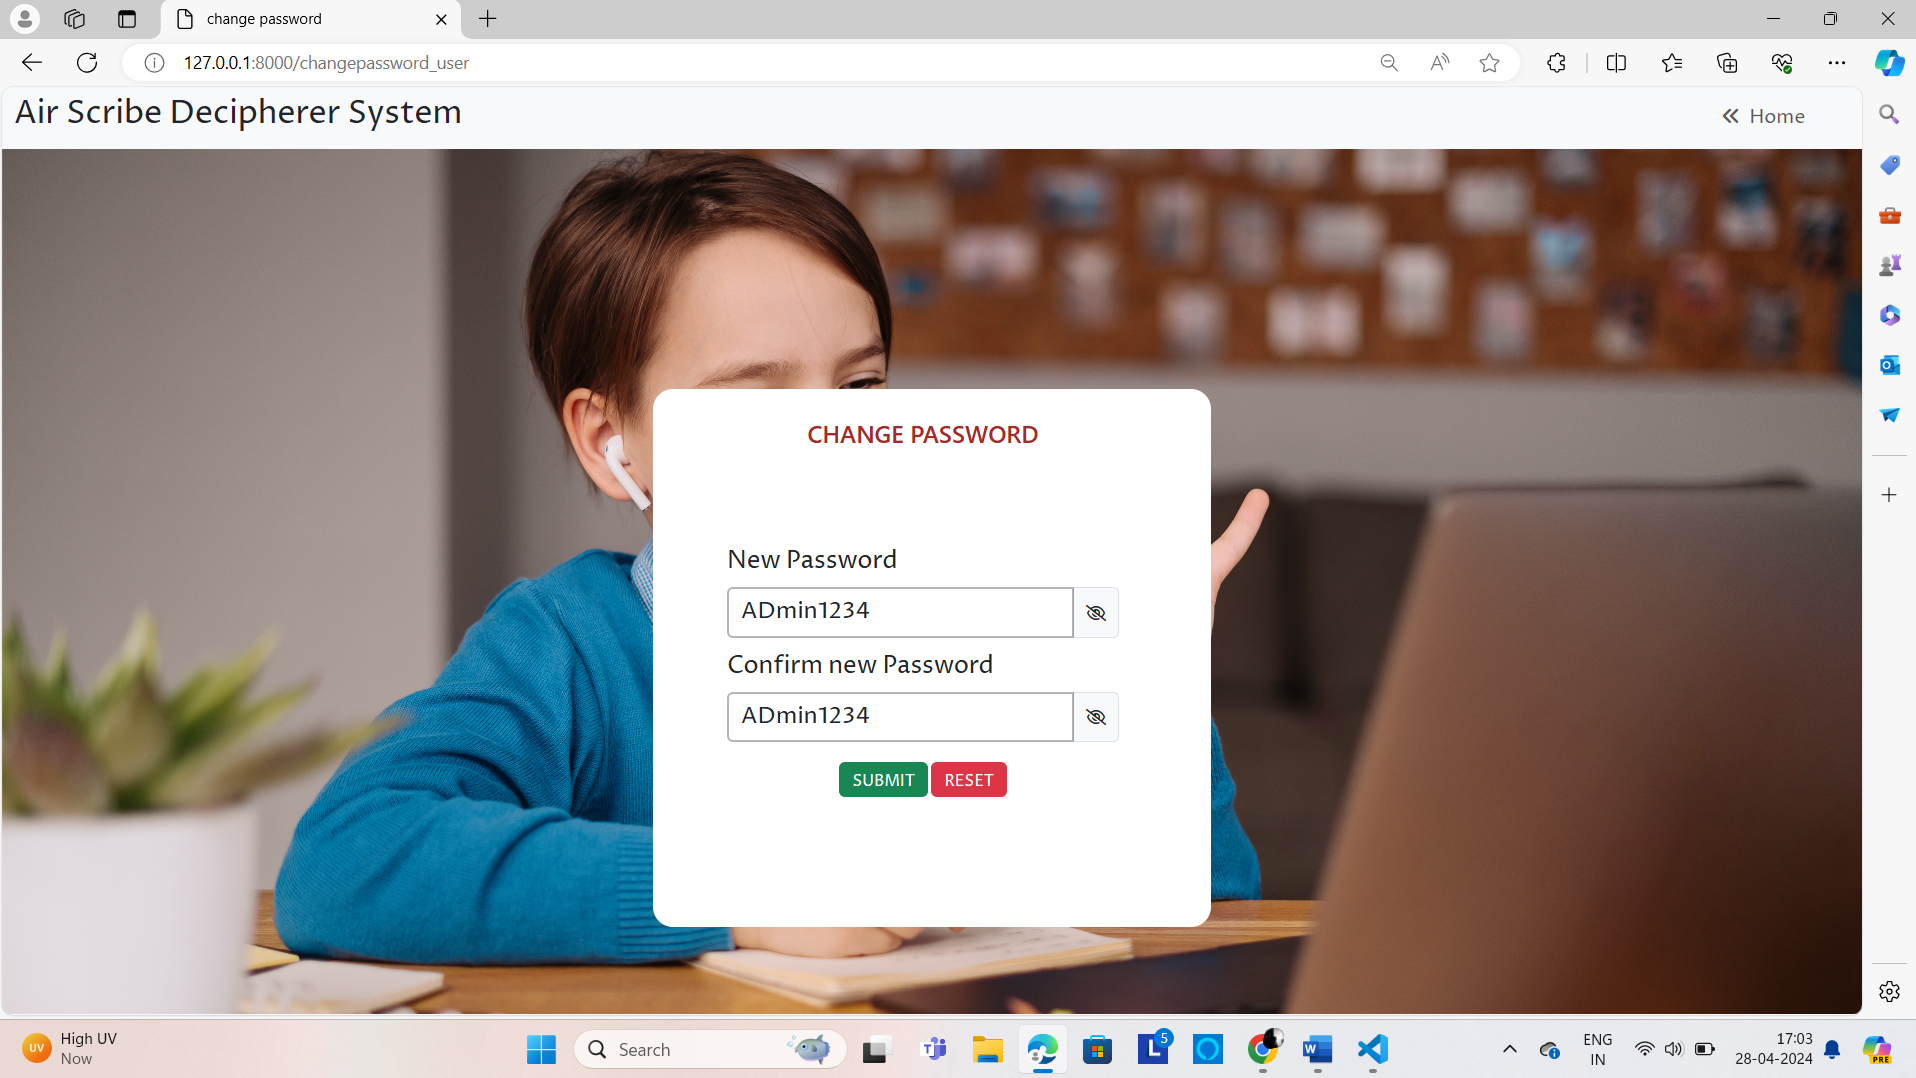 change password
127.0.0.1:8000/changepassword_user
Air Scribe Decipherer System
Home
CHANGE PASSWORD
New Password
ADmin1234
Confirm new Password
ADmin1234
SUBMIT RESET
UV
High UV
Now
Search
5
ENG
IN
17:03
28-04-2024
PRE